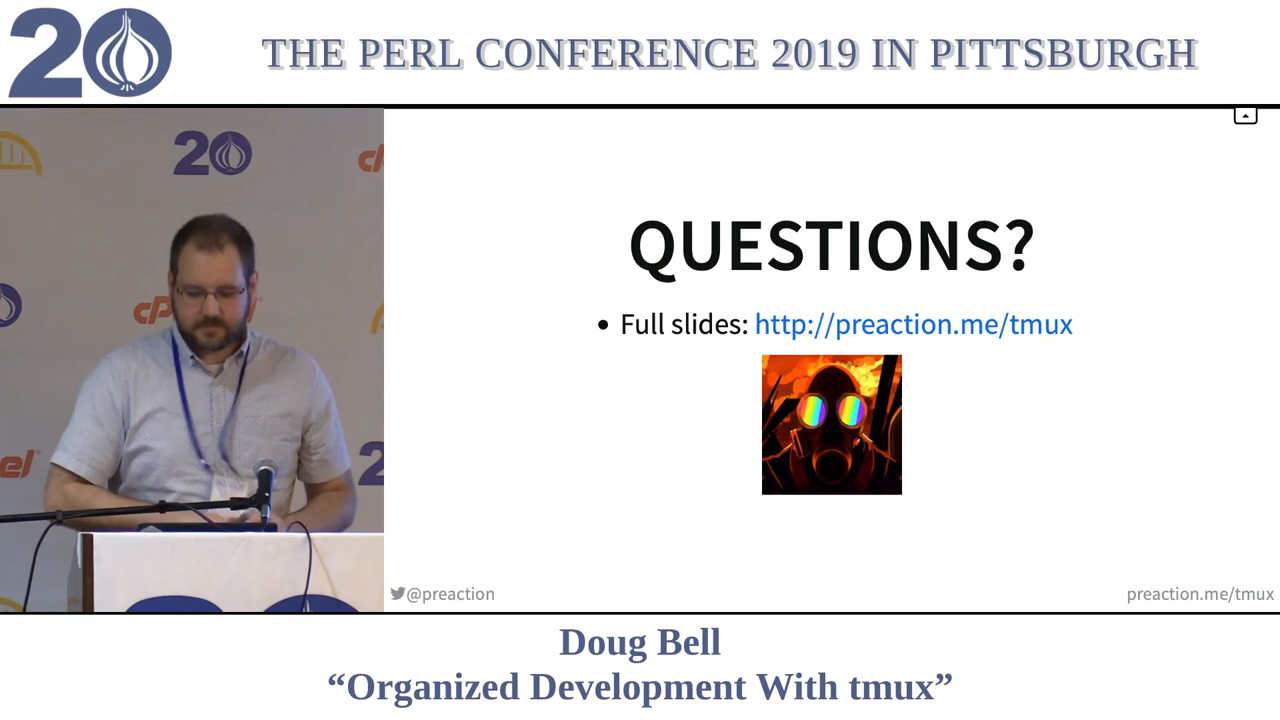 20
THE PERL CONFERENCE 2019 IN PITTSBURGH
20
QUESTIONS?
• Full slides: http://preaction.me/tmux
@preaction
preaction.me/tmux
Doug Bell
“Organized Development With tmux”